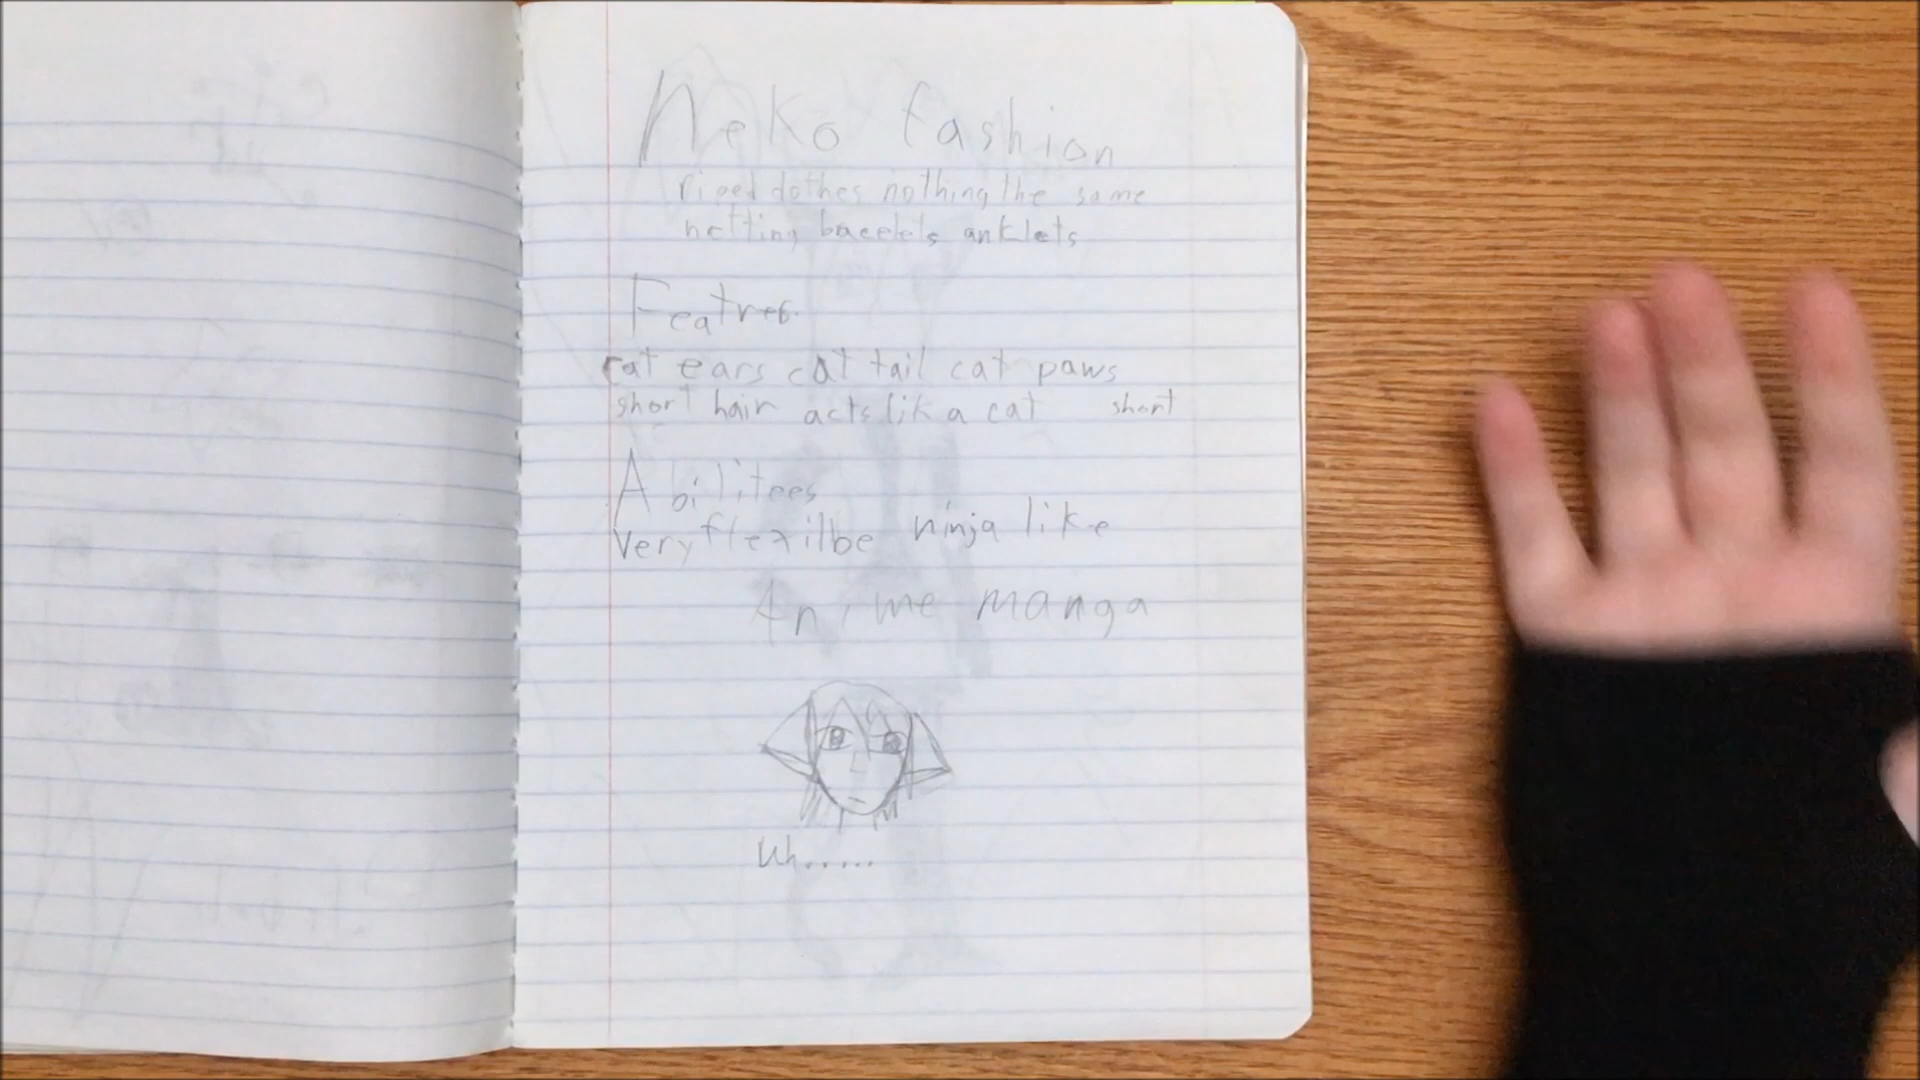 Neko fashion
riped clothes nothing the same
netting bacelets anklets
Featres
cat ears cat tail cat paws
short hair acts lik a cat short
Abilitees
very flexilbe ninja like
Anime manga
Uh.....